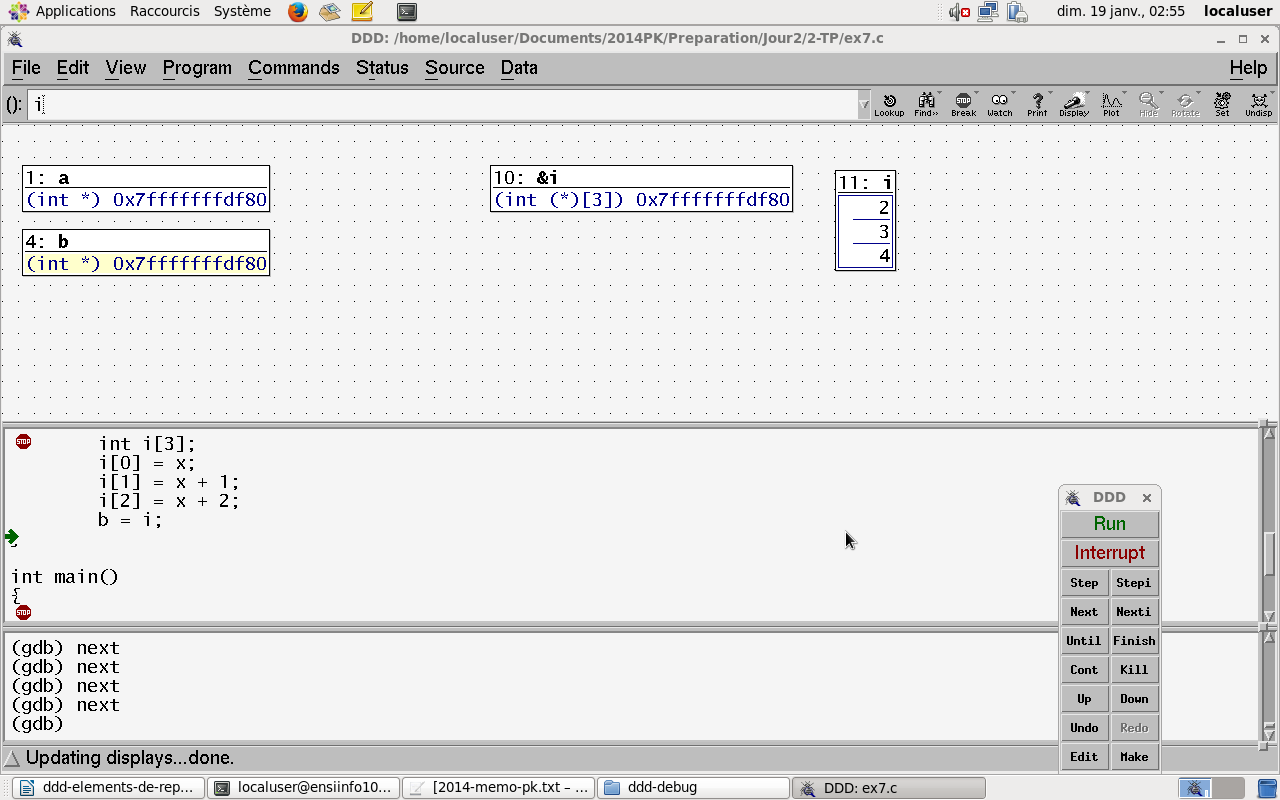 Applications Raccourcis Système dim. 19 janv., 02:55 localuser
DDD: /home/localuser/Documents/2014PK/Preparation/Jour2/2-TP/ex7.c
File Edit View Program Commands Status Source Data Help
(): i
Lookup Find» Break Watch Print Display Plot Hide Rotate Set Undisp
1: a
(int *) 0x7fffffffdf80
10: &i
(int (*)[3]) 0x7fffffffdf80
11: i
2
3
4
4: b
(int *) 0x7fffffffdf80
STOP int i[3];
i[0] = x;
i[1] = x + 1;
i[2] = x + 2;
b = i;
}
int main()
{
STOP
DDD
Run
Interrupt
Step Stepi
Next Nexti
Until Finish
Cont Kill
Up Down
Undo Redo
Edit Make
(gdb) next
(gdb) next
(gdb) next
(gdb) next
(gdb)
Updating displays...done.
ddd-elements-de-rep... localuser@ensiinfo10... [2014-memo-pk.txt – ... ddd-debug DDD: ex7.c